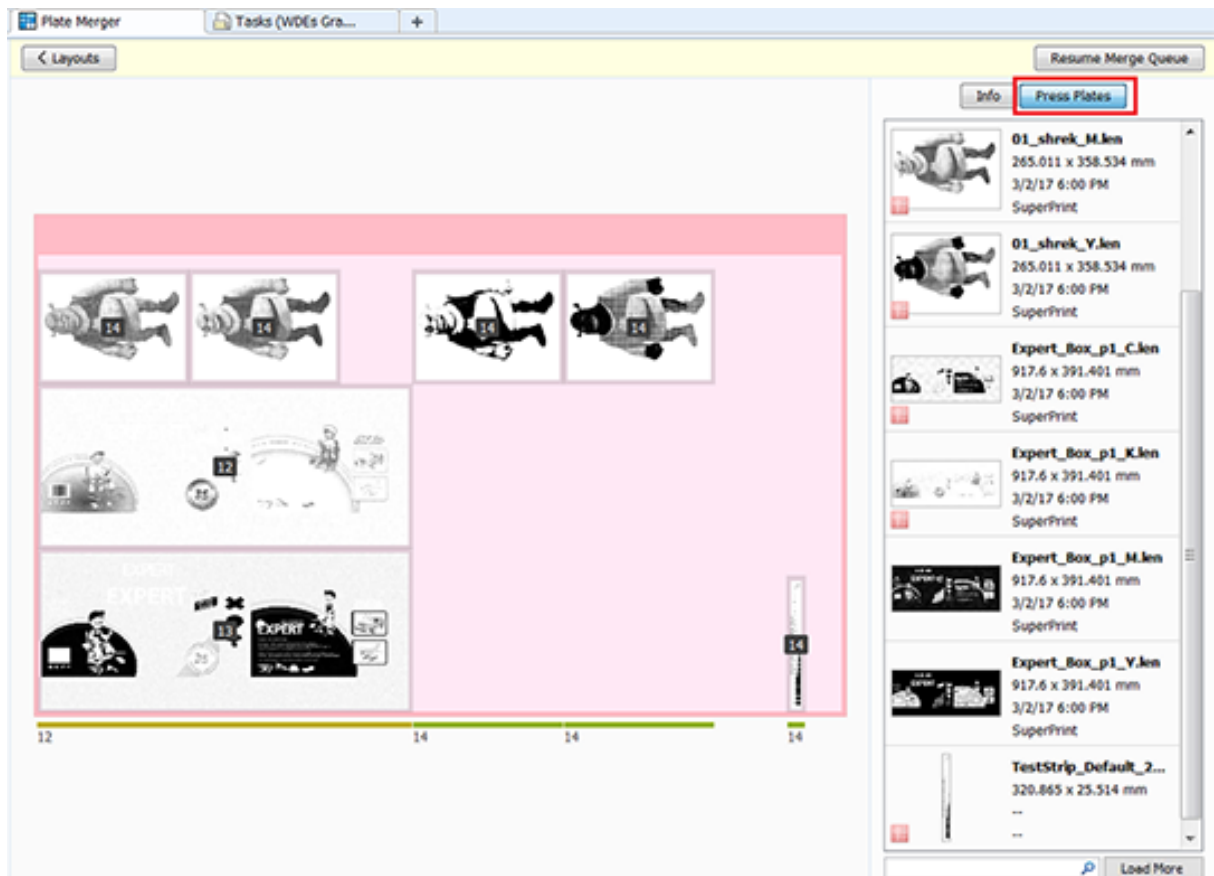 Plate Merger
Tasks (WDEs Gra...
+
< Layouts
Resume Merge Queue
Info
Press Plates
14
14
14
14
12
EXPERT
EXPERT
EXPERT
13
14
12
14
14
14
01_shrek_M.len
265.011 x 358.534 mm
3/2/17 6:00 PM
SuperPrint
01_shrek_Y.len
265.011 x 358.534 mm
3/2/17 6:00 PM
SuperPrint
Expert_Box_p1_C.len
917.6 x 391.401 mm
3/2/17 6:00 PM
SuperPrint
Expert_Box_p1_K.len
917.6 x 391.401 mm
3/2/17 6:00 PM
SuperPrint
Expert_Box_p1_M.len
917.6 x 391.401 mm
3/2/17 6:00 PM
SuperPrint
Expert_Box_p1_Y.len
917.6 x 391.401 mm
3/2/17 6:00 PM
SuperPrint
TestStrip_Default_2...
320.865 x 25.514 mm
--
--
Load More